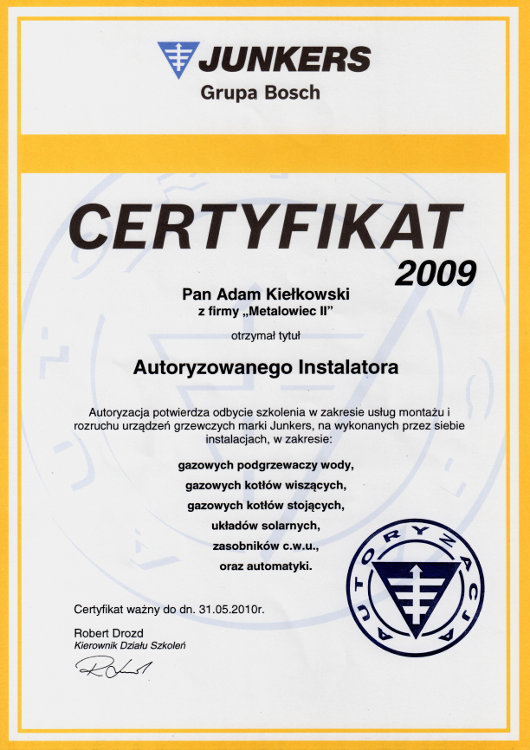 JUNKERS
Grupa Bosch
CERTYFIKAT
2009
Pan Adam Kiełkowski
z firmy „Metalowiec II”
otrzymał tytuł
Autoryzowanego Instalatora
Autoryzacja potwierdza odbycie szkolenia w zakresie usług montażu i
rozruchu urządzeń grzewczych marki Junkers, na wykonanych przez siebie
instalacjach, w zakresie:
gazowych podgrzewaczy wody,
gazowych kotłów wiszących,
gazowych kotłów stojących,
układów solarnych,
zasobników c.w.u.,
oraz automatyki.
AUTORYZACJA
Certyfikat ważny do dn. 31.05.2010r.
Robert Drozd
Kierownik Działu Szkoleń